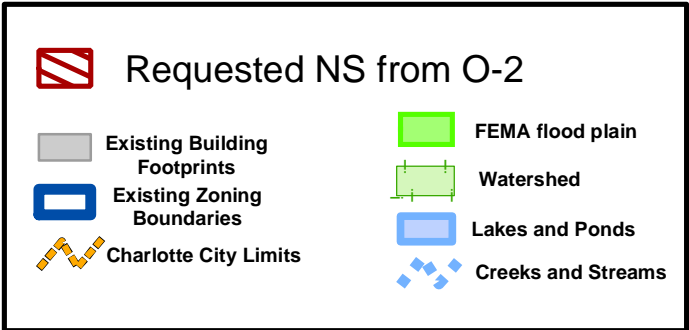 Requested NS from O-2
Existing Building
Footprints
Existing Zoning
Boundaries
Charlotte City Limits
FEMA flood plain
Watershed
Lakes and Ponds
Creeks and Streams